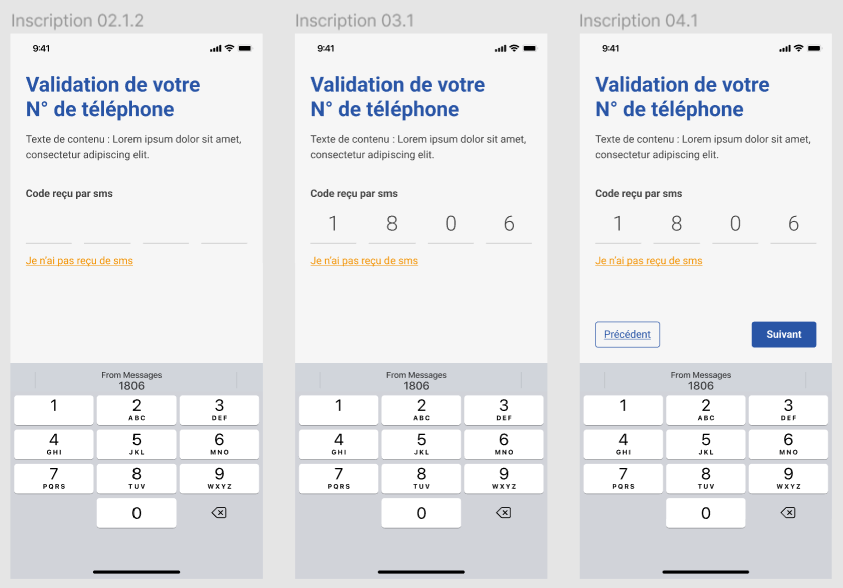 Inscription 02.1.2
9:41
Validation de votre
N° de téléphone
Texte de contenu : Lorem ipsum dolor sit amet,
consectetur adipiscing elit.
Code reçu par sms
Je n'ai pas reçu de sms
From Messages
1806
1
2
ABC
3
DEF
4
GHI
5
JKL
6
MNO
7
PQRS
8
TUV
9
WXYZ
0
Inscription 03.1
9:41
Validation de votre
N° de téléphone
Texte de contenu : Lorem ipsum dolor sit amet,
consectetur adipiscing elit.
Code reçu par sms
1 8 0 6
Je n'ai pas reçu de sms
From Messages
1806
1
2
ABC
3
DEF
4
GHI
5
JKL
6
MNO
7
PQRS
8
TUV
9
WXYZ
0
Inscription 04.1
9:41
Validation de votre
N° de téléphone
Texte de contenu : Lorem ipsum dolor sit amet,
consectetur adipiscing elit.
Code reçu par sms
1 8 0 6
Je n'ai pas reçu de sms
Précédent
Suivant
From Messages
1806
1
2
ABC
3
DEF
4
GHI
5
JKL
6
MNO
7
PQRS
8
TUV
9
WXYZ
0